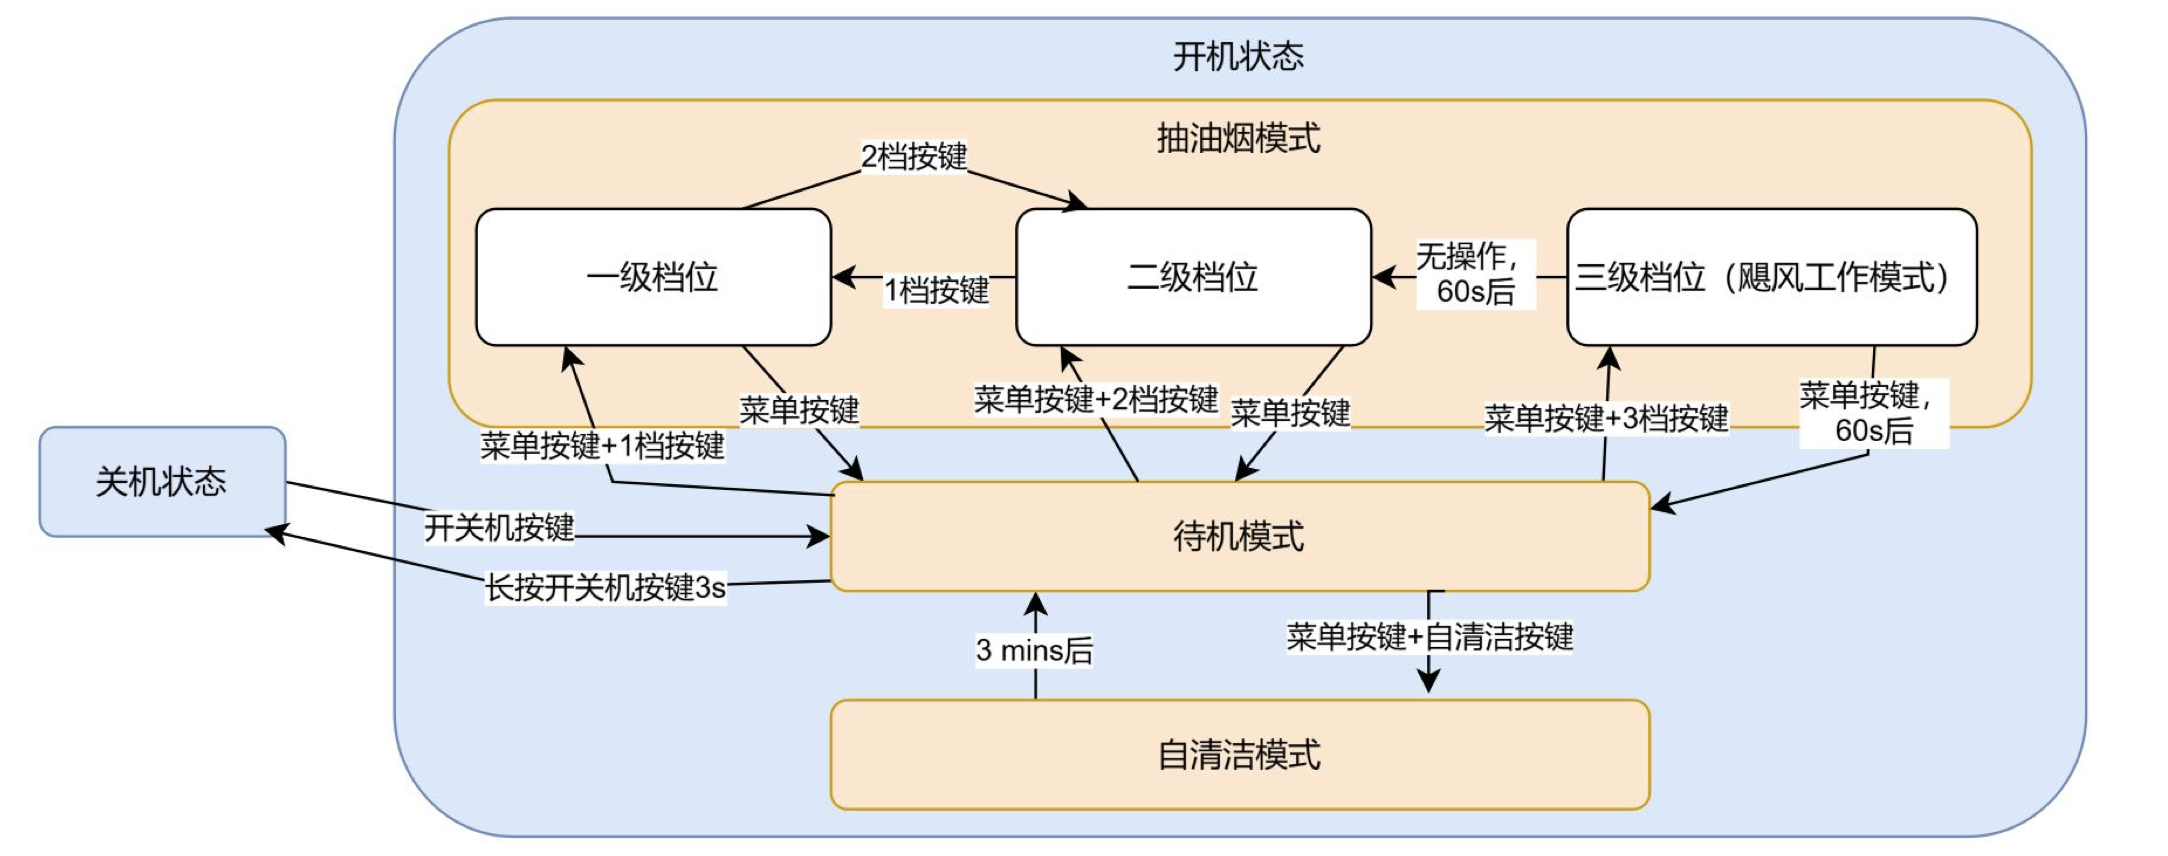 开机状态
抽油烟模式
2档按键
一级档位
1档按键
二级档位
无操作，
60s后
三级档位（飓风工作模式）
菜单按键+1档按键
菜单按键
菜单按键+2档按键
菜单按键
菜单按键+3档按键
菜单按键，
60s后
关机状态
开关机按键
长按开关机按键3s
待机模式
3 mins后
菜单按键+自清洁按键
自清洁模式